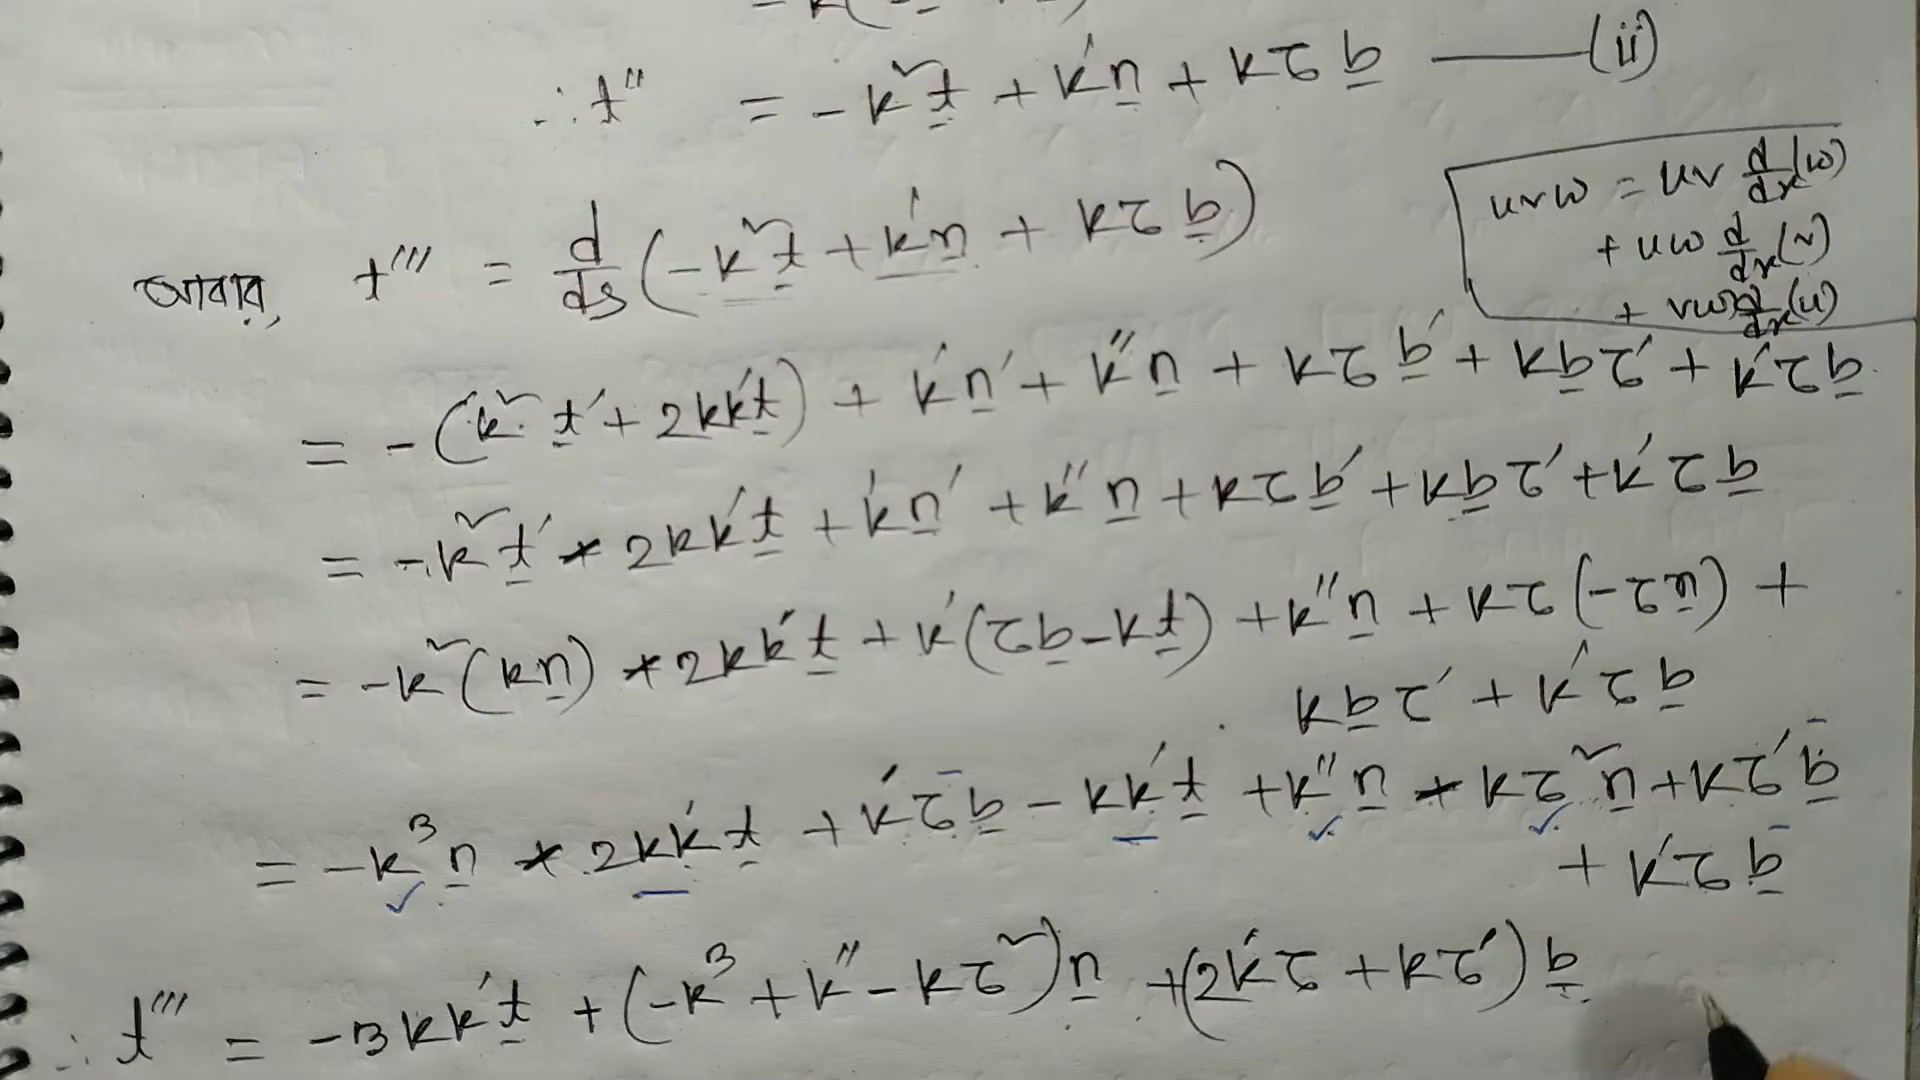 ∴ t'' = -k²t + k'n + kτb ——— (ii)
আবার, t''' = d/ds (-k²t + k'n + kτb)
uvw = uv d/dx(w)
+ uw d/dx(v)
+ vw d/dx(u)
= -(k²t' + 2kk't) + k'n' + k''n + kτb' + kbτ' + k'τb
= -k²t' - 2kk't + k'n' + k''n + kτb' + kbτ' + k'τb
= -k²(kn) - 2kk't + k'(τb - kt) + k''n + kτ(-τn) +
kbτ' + k'τb
= -k³n - 2kk't + k'τb - kk't + k''n - kτ²n + kτ'b
+ k'τb
∴ t''' = -3kk't + (-k³ + k'' - kτ²)n + (2k'τ + kτ')b